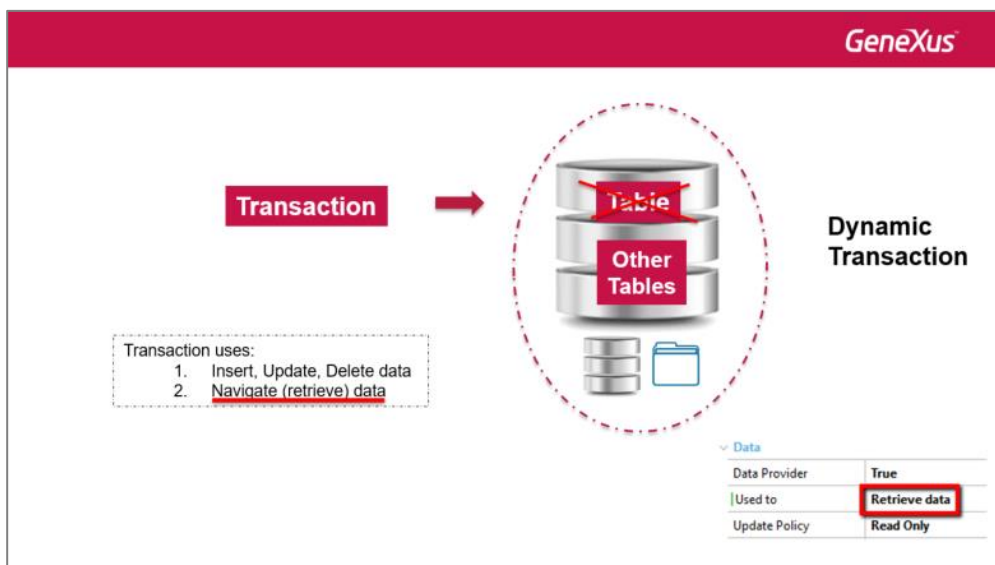 GeneXus
Transaction
Table
Other
Tables
Dynamic
Transaction
Transaction uses:
1. Insert, Update, Delete data
2. Navigate (retrieve) data
Data
Data Provider True
Used to Retrieve data
Update Policy Read Only